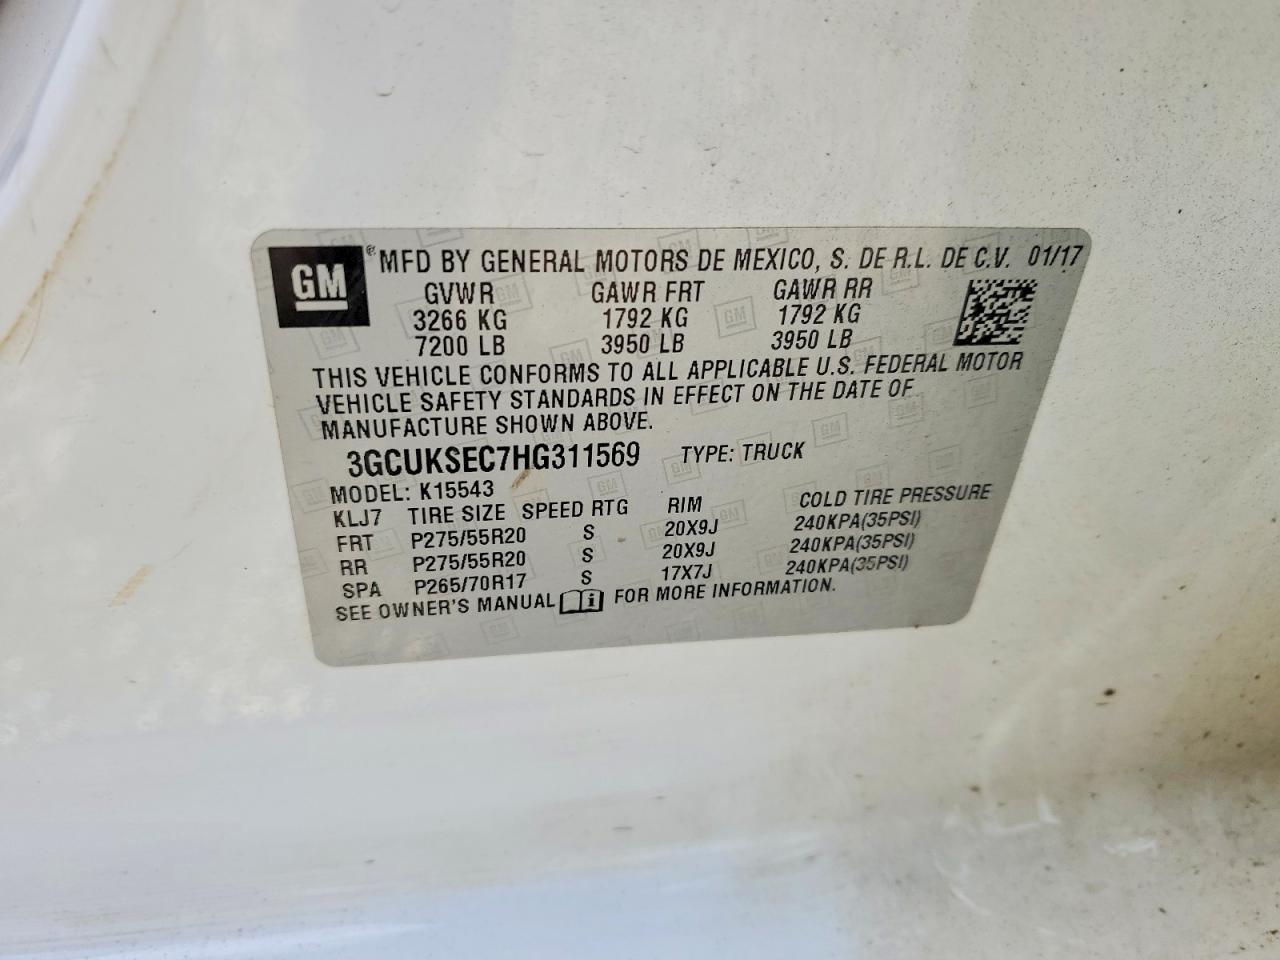 GM ® MFD BY GENERAL MOTORS DE MEXICO, S. DE R.L. DE C.V. 01/17
GVWR GAWR FRT GAWR RR
3266 KG 1792 KG 1792 KG
7200 LB 3950 LB 3950 LB
THIS VEHICLE CONFORMS TO ALL APPLICABLE U.S. FEDERAL MOTOR
VEHICLE SAFETY STANDARDS IN EFFECT ON THE DATE OF
MANUFACTURE SHOWN ABOVE.
3GCUKSEC7HG311569 TYPE: TRUCK
MODEL: K15543
KLJ7 TIRE SIZE SPEED RTG RIM COLD TIRE PRESSURE
FRT P275/55R20 S 20X9J 240KPA(35PSI)
RR P275/55R20 S 20X9J 240KPA(35PSI)
SPA P265/70R17 S 17X7J 240KPA(35PSI)
SEE OWNER'S MANUAL i FOR MORE INFORMATION.